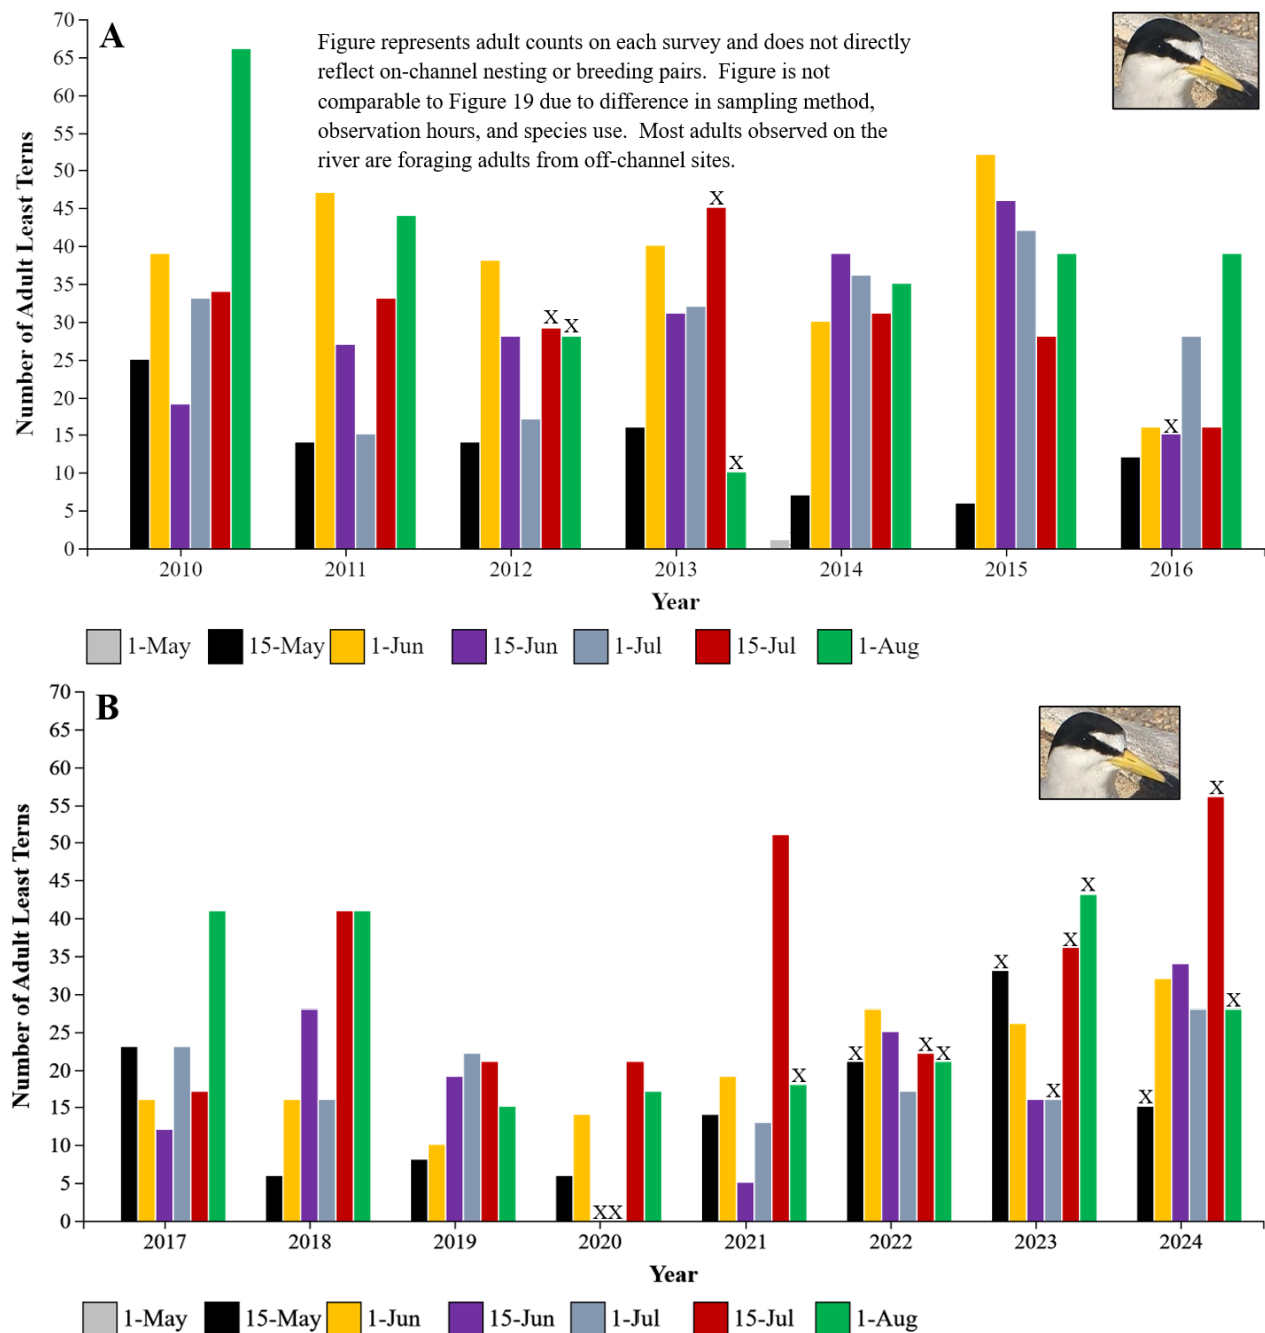 A
Figure represents adult counts on each survey and does not directly
reflect on-channel nesting or breeding pairs. Figure is not
comparable to Figure 19 due to difference in sampling method,
observation hours, and species use. Most adults observed on the
river are foraging adults from off-channel sites.
Number of Adult Least Terns
70
65
60
55
50
45
40
35
30
25
20
15
10
5
0
X X X X X
2010 2011 2012 2013 2014 2015 2016
Year
1-May 15-May 1-Jun 15-Jun 1-Jul 15-Jul 1-Aug
B
Number of Adult Least Terns
70
65
60
55
50
45
40
35
30
25
20
15
10
5
0
XX X X X X X X X X X X X
2017 2018 2019 2020 2021 2022 2023 2024
Year
1-May 15-May 1-Jun 15-Jun 1-Jul 15-Jul 1-Aug